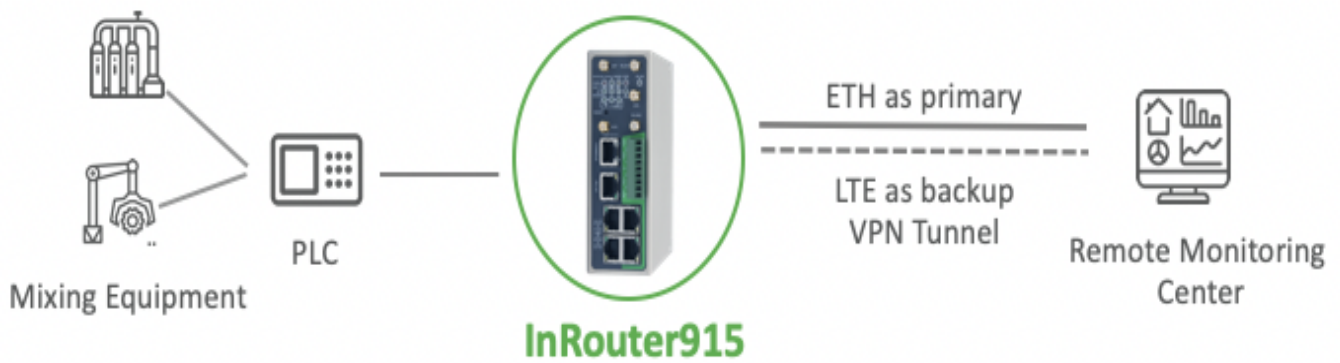 Mixing Equipment
PLC
InRouter915
ETH as primary
LTE as backup
VPN Tunnel
Remote Monitoring
Center